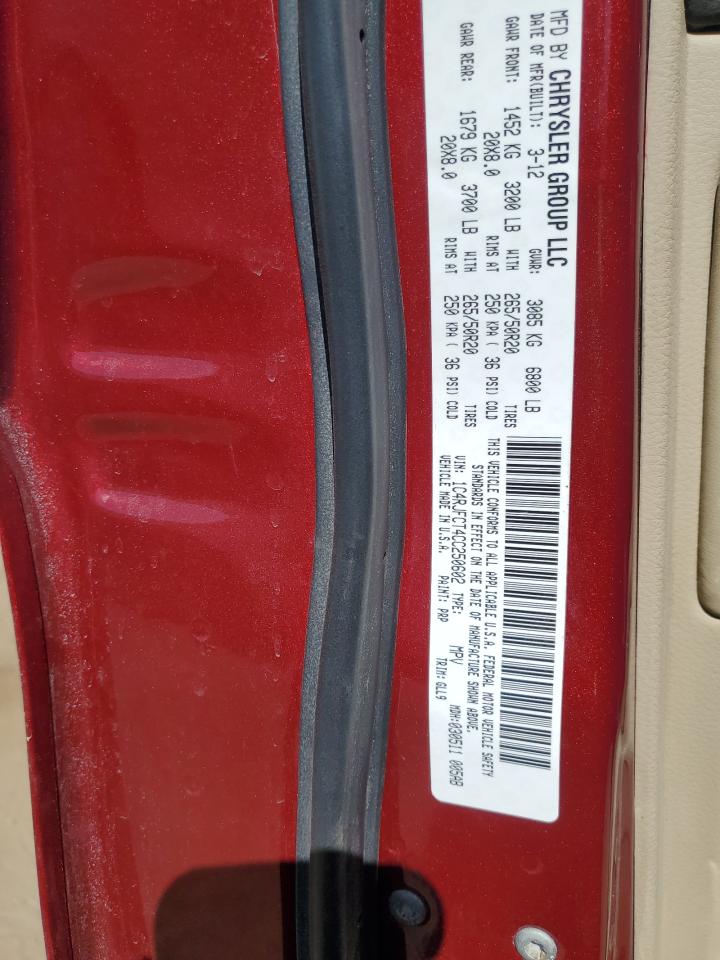 MFD BY CHRYSLER GROUP LLC
DATE OF MFR(BUILT): 3-12 GVWR: 3085 KG 6800 LB
GAWR FRONT: 1452 KG 3200 LB WITH 265/50R20 TIRES
20X8.0 RIMS AT 250 KPA ( 36 PSI) COLD
GAWR REAR: 1679 KG 3700 LB WITH 265/50R20 TIRES
20X8.0 RIMS AT 250 KPA ( 36 PSI) COLD
THIS VEHICLE CONFORMS TO ALL APPLICABLE U.S.A. FEDERAL MOTOR VEHICLE SAFETY
STANDARDS IN EFFECT ON THE DATE OF MANUFACTURE SHOWN ABOVE.
VIN: 1C4RJFCT4CC250602 TYPE: MPV MDH:030511 005AB
VEHICLE MADE IN U.S.A. PAINT: PRP TRIM:GLL9